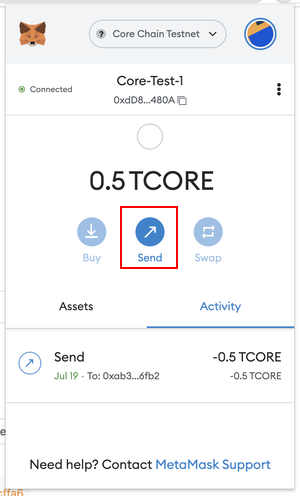 Core Chain Testnet
Connected
Core-Test-1
0xdD8...480A
0.5 TCORE
Buy Send Swap
Assets Activity
Send -0.5 TCORE
Jul 19 · To: 0xab3...6fb2 -0.5 TCORE
Need help? Contact MetaMask Support
cffa6